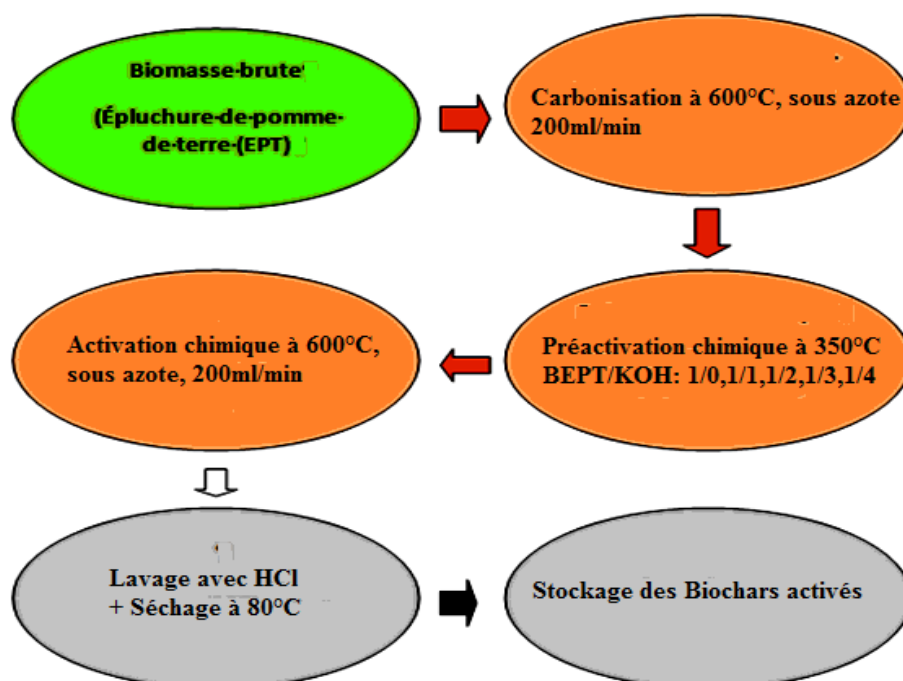 Biomasse·brute
(Épluchure·de·pomme·
de·terre·(EPT)
Carbonisation à 600°C, sous azote
200ml/min
Préactivation chimique à 350°C
BEPT/KOH: 1/0,1/1,1/2,1/3,1/4
Activation chimique à 600°C,
sous azote, 200ml/min
Lavage avec HCl
+ Séchage à 80°C
Stockage des Biochars activés